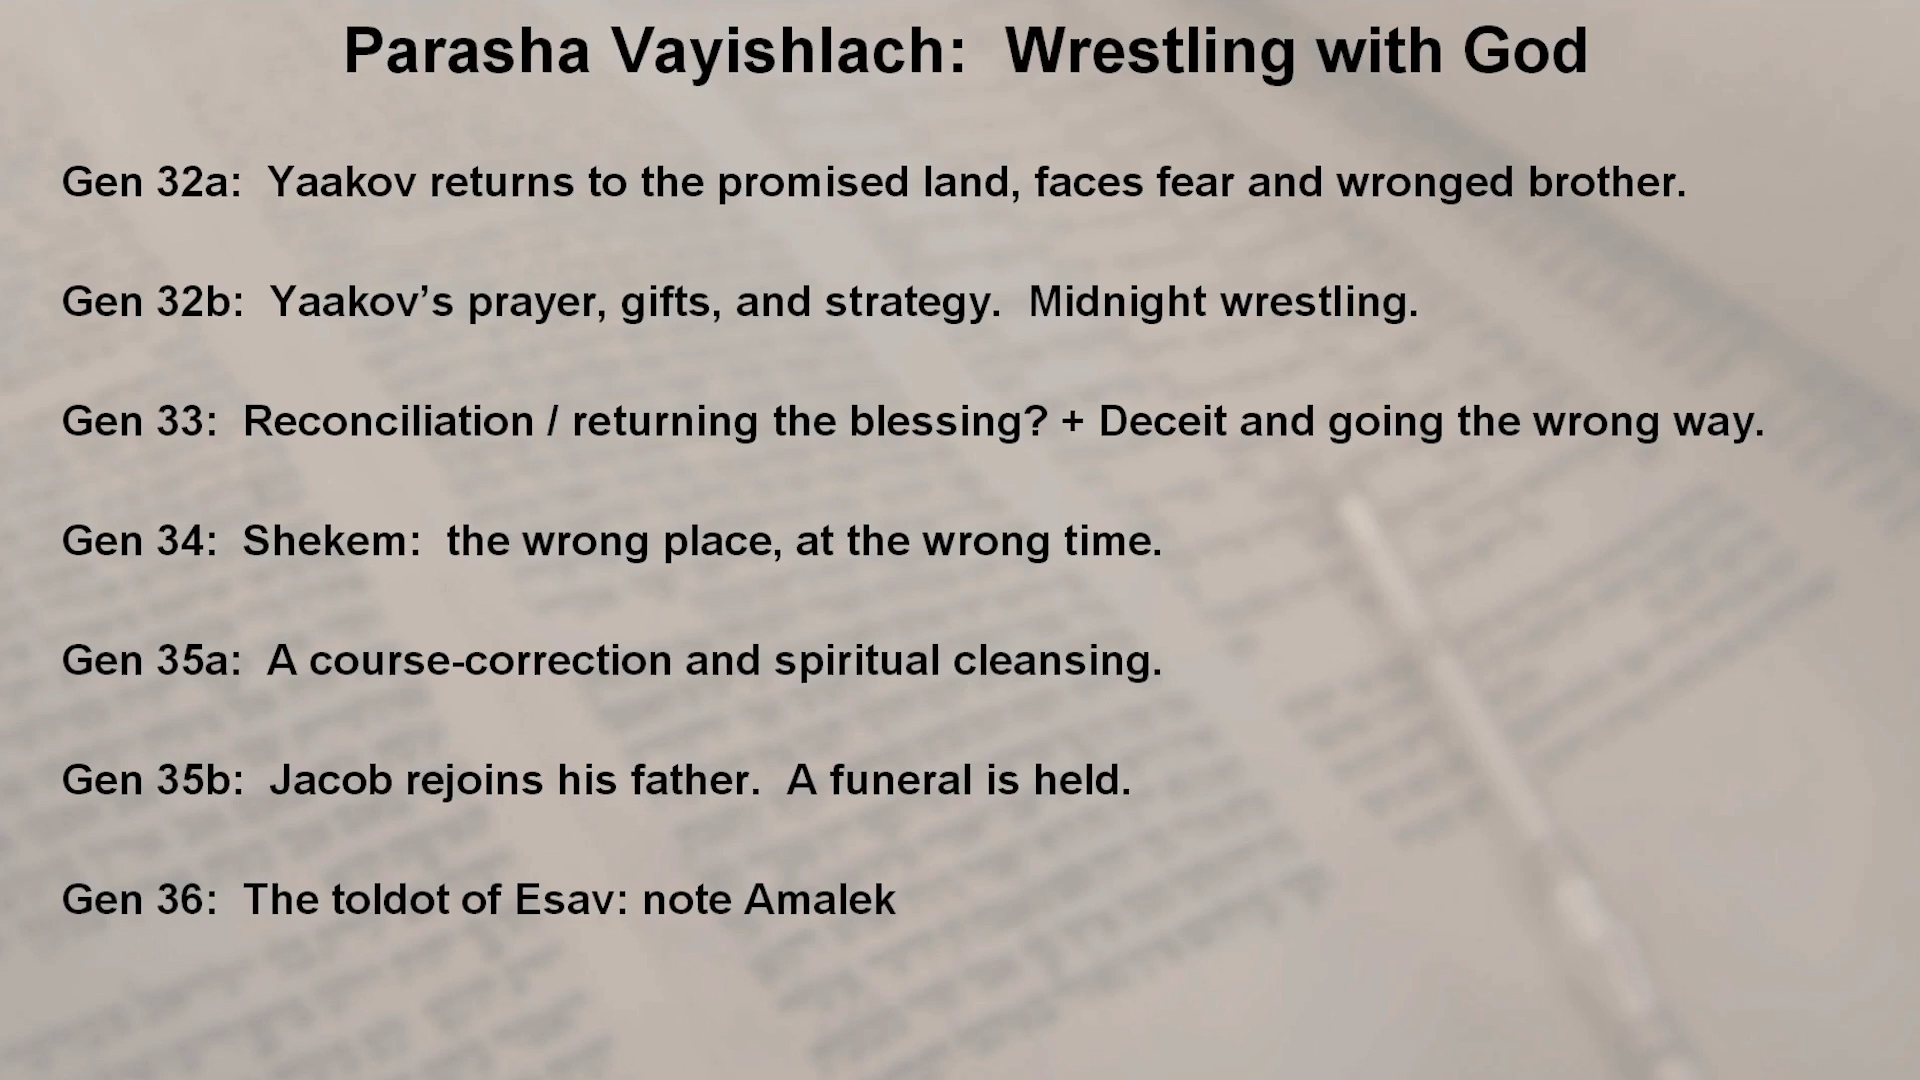 Parasha Vayishlach:  Wrestling with God
Gen 32a:  Yaakov returns to the promised land, faces fear and wronged brother.
Gen 32b:  Yaakov’s prayer, gifts, and strategy.  Midnight wrestling.
Gen 33:  Reconciliation / returning the blessing? + Deceit and going the wrong way.
Gen 34:  Shekem:  the wrong place, at the wrong time.
Gen 35a:  A course-correction and spiritual cleansing.
Gen 35b:  Jacob rejoins his father.  A funeral is held.
Gen 36:  The toldot of Esav: note Amalek